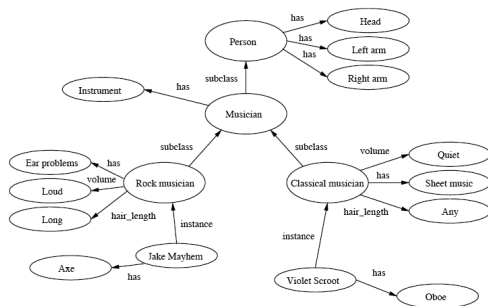 Head
has
Person
has
Left arm
has
Right arm
subclass
Instrument
has
Musician
subclass
subclass
Ear problems
has
volume
Quiet
volume
Loud
Rock musician
Classical musician
has
Sheet music
Long
hair_length
hair_length
Any
instance
instance
Jake Mayhem
Axe
has
Violet Scroot
has
Oboe